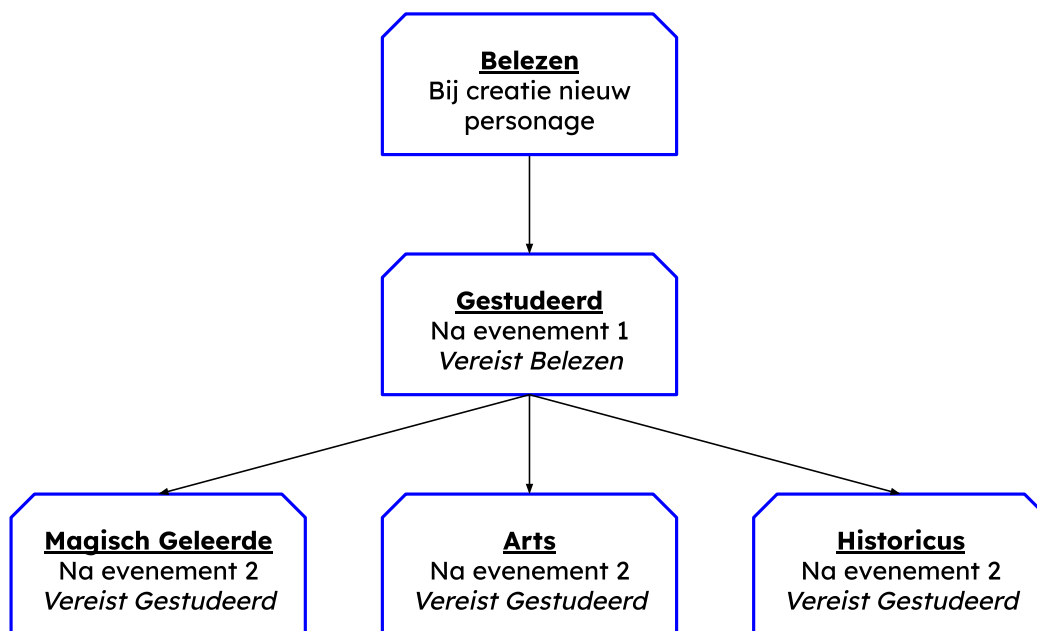 Belezen
Bij creatie nieuw
personage
Gestudeerd
Na evenement 1
Vereist Belezen
Magisch Geleerde
Na evenement 2
Vereist Gestudeerd
Arts
Na evenement 2
Vereist Gestudeerd
Historicus
Na evenement 2
Vereist Gestudeerd